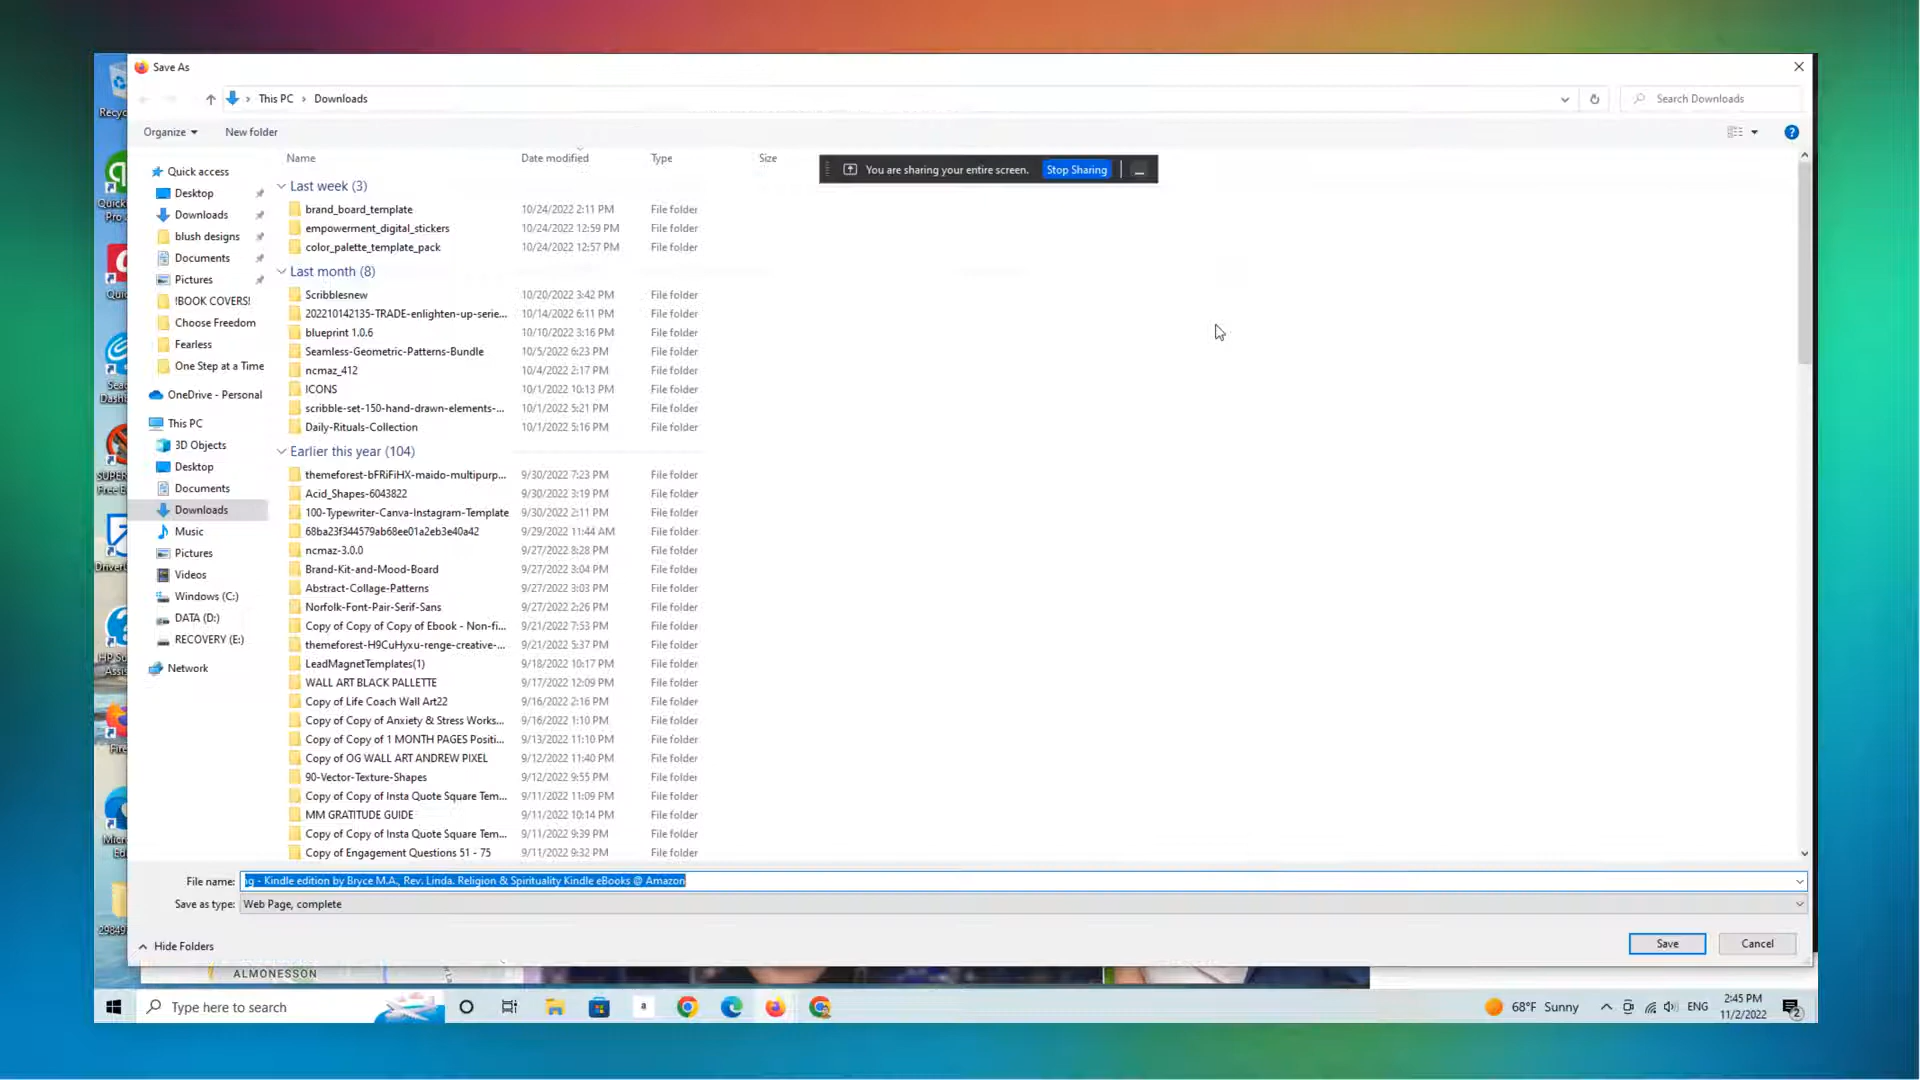 Save As
Recyc
This PC > Downloads
Search Downloads
Organize
New folder
Name Date modified Type Size
You are sharing your entire screen. Stop Sharing
Quick access
Desktop
Downloads
blush designs
Documents
Pictures
!BOOK COVERS!
Choose Freedom
Fearless
One Step at a Time
OneDrive - Personal
This PC
3D Objects
Desktop
Documents
Downloads
Music
Pictures
Videos
Windows (C:)
DATA (D:)
RECOVERY (E:)
Network
Last week (3)
brand_board_template 10/24/2022 2:11 PM File folder
empowerment_digital_stickers 10/24/2022 12:59 PM File folder
color_palette_template_pack 10/24/2022 12:57 PM File folder
Last month (8)
Scribblesnew 10/20/2022 3:42 PM File folder
202210142135-TRADE-enlighten-up-serie... 10/14/2022 6:11 PM File folder
blueprint 1.0.6 10/10/2022 3:16 PM File folder
Seamless-Geometric-Patterns-Bundle 10/5/2022 6:23 PM File folder
ncmaz_412 10/4/2022 2:17 PM File folder
ICONS 10/1/2022 10:13 PM File folder
scribble-set-150-hand-drawn-elements-... 10/1/2022 5:21 PM File folder
Daily-Rituals-Collection 10/1/2022 5:16 PM File folder
Earlier this year (104)
themeforest-bFRiFiHX-maido-multipurp... 9/30/2022 7:23 PM File folder
Acid_Shapes-6043822 9/30/2022 3:19 PM File folder
100-Typewriter-Canva-Instagram-Template 9/30/2022 2:11 PM File folder
68ba23f344579ab68ee01a2eb3e40a42 9/29/2022 11:44 AM File folder
ncmaz-3.0.0 9/27/2022 8:28 PM File folder
Brand-Kit-and-Mood-Board 9/27/2022 3:04 PM File folder
Abstract-Collage-Patterns 9/27/2022 3:03 PM File folder
Norfolk-Font-Pair-Serif-Sans 9/27/2022 2:26 PM File folder
Copy of Copy of Copy of Ebook - Non-fi... 9/21/2022 7:53 PM File folder
themeforest-H9CuHyxu-renge-creative-... 9/21/2022 5:37 PM File folder
LeadMagnetTemplates(1) 9/18/2022 10:17 PM File folder
WALL ART BLACK PALLETTE 9/17/2022 12:09 PM File folder
Copy of Life Coach Wall Art22 9/16/2022 2:16 PM File folder
Copy of Copy of Anxiety & Stress Works... 9/16/2022 1:10 PM File folder
Copy of Copy of 1 MONTH PAGES Positi... 9/13/2022 11:10 PM File folder
Copy of OG WALL ART ANDREW PIXEL 9/12/2022 11:40 PM File folder
90-Vector-Texture-Shapes 9/12/2022 9:55 PM File folder
Copy of Copy of Insta Quote Square Tem... 9/11/2022 11:09 PM File folder
MM GRATITUDE GUIDE 9/11/2022 10:14 PM File folder
Copy of Copy of Insta Quote Square Tem... 9/11/2022 9:39 PM File folder
Copy of Engagement Questions 51 - 75 9/11/2022 9:32 PM File folder
File name: ng - Kindle edition by Bryce M.A., Rev. Linda. Religion & Spirituality Kindle eBooks @ Amazon
Save as type: Web Page, complete
Hide Folders
Save
Cancel
ALMONESSON
Type here to search
68°F Sunny
ENG
2:45 PM
11/2/2022
2